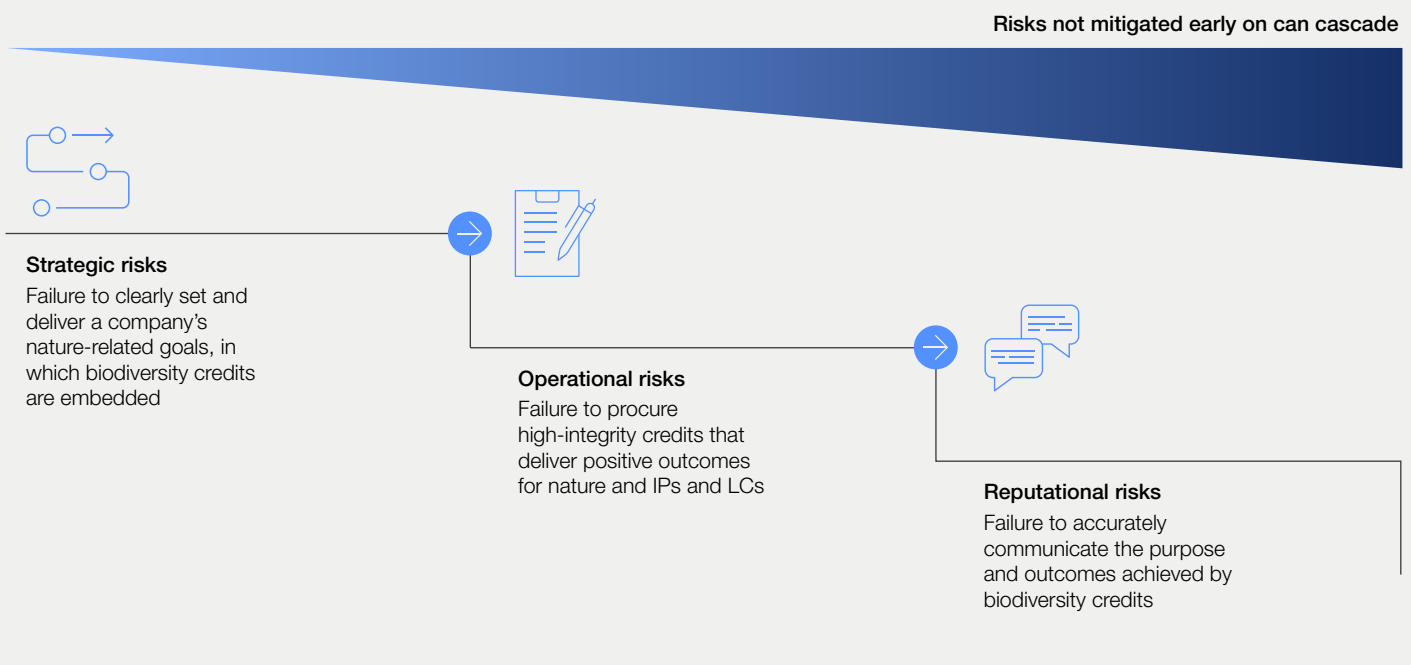 Risks not mitigated early on can cascade
Strategic risks
Failure to clearly set and
deliver a company’s
nature-related goals, in
which biodiversity credits
are embedded
Operational risks
Failure to procure
high-integrity credits that
deliver positive outcomes
for nature and IPs and LCs
Reputational risks
Failure to accurately
communicate the purpose
and outcomes achieved by
biodiversity credits